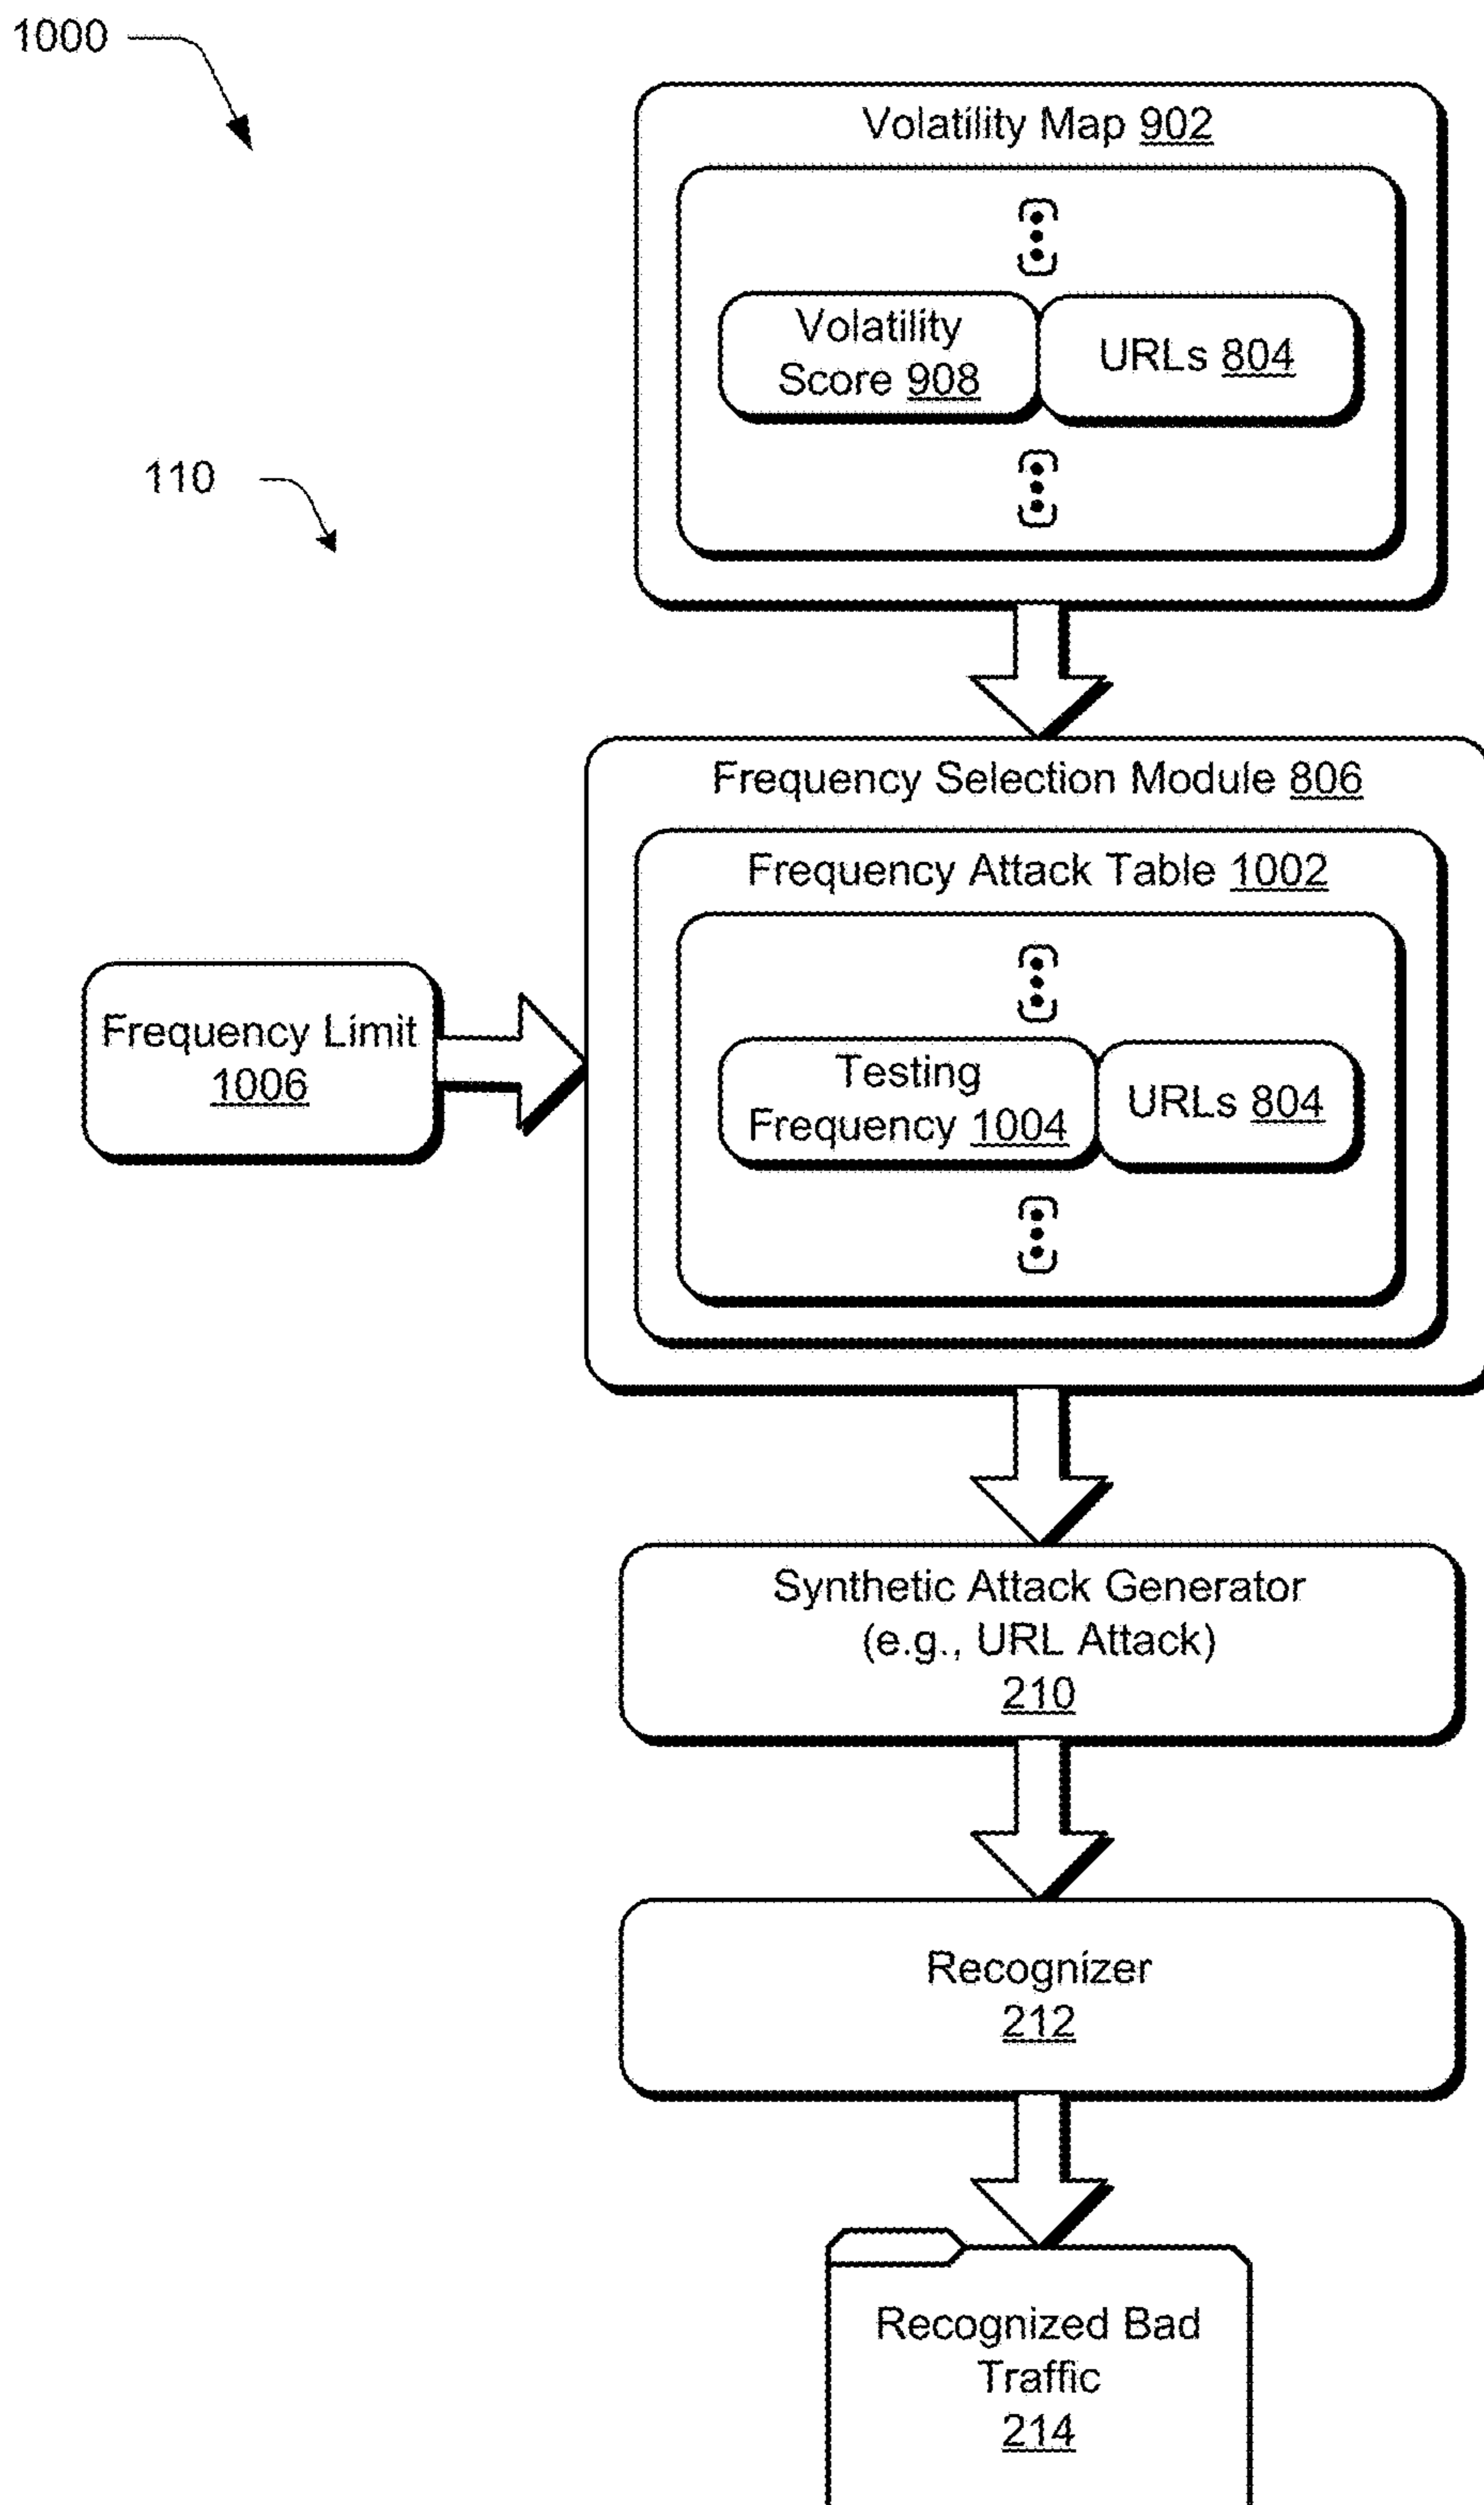 1000
Volatility Map 902
Volatility
Score 908
URLs 804
110
Frequency Selection Module 806
Frequency Attack Table 1002
Frequency Limit
1006
Testing
Frequency 1004
URLs 804
Synthetic Attack Generator
(e.g., URL Attack)
210
Recognizer
212
Recognized Bad
Traffic
214